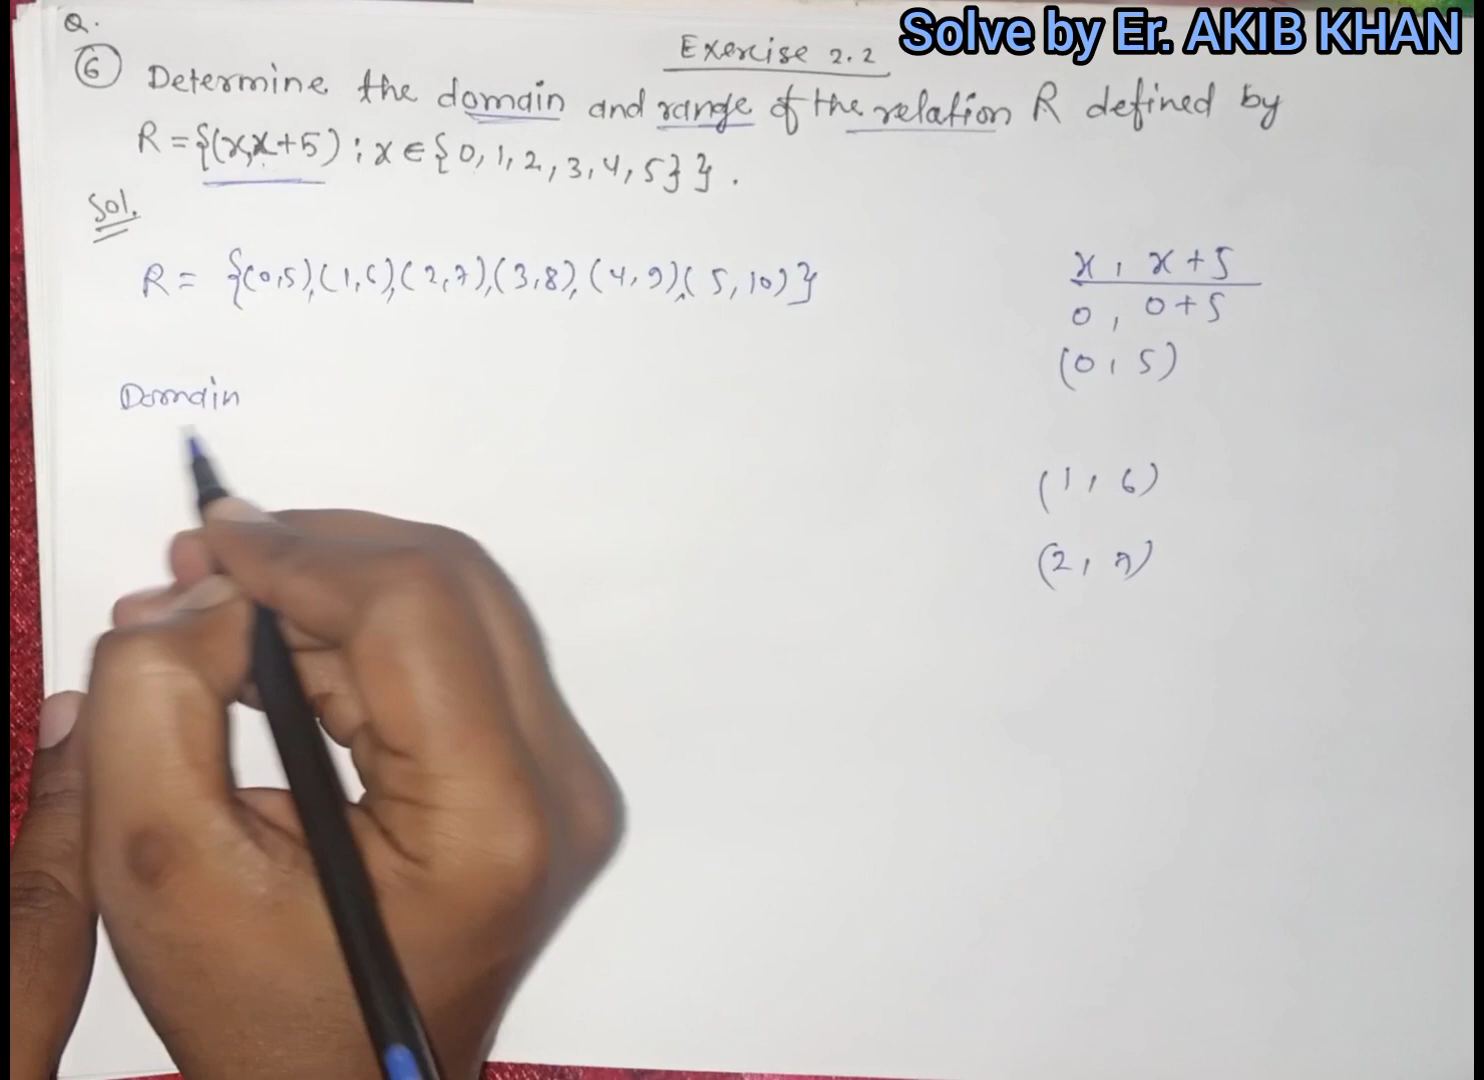 Q.
Exercise 2.2
Solve by Er. AKIB KHAN
6 Determine the domain and range of the relation R defined by
R = {(x,x+5) : x ∈ {0, 1, 2, 3, 4, 5} }.
Sol.
R = {(0,5),(1,6),(2,7),(3,8),(4,9),(5,10)}
x, x+5
0, 0+5
(0, 5)
Domain
(1, 6)
(2, 7)